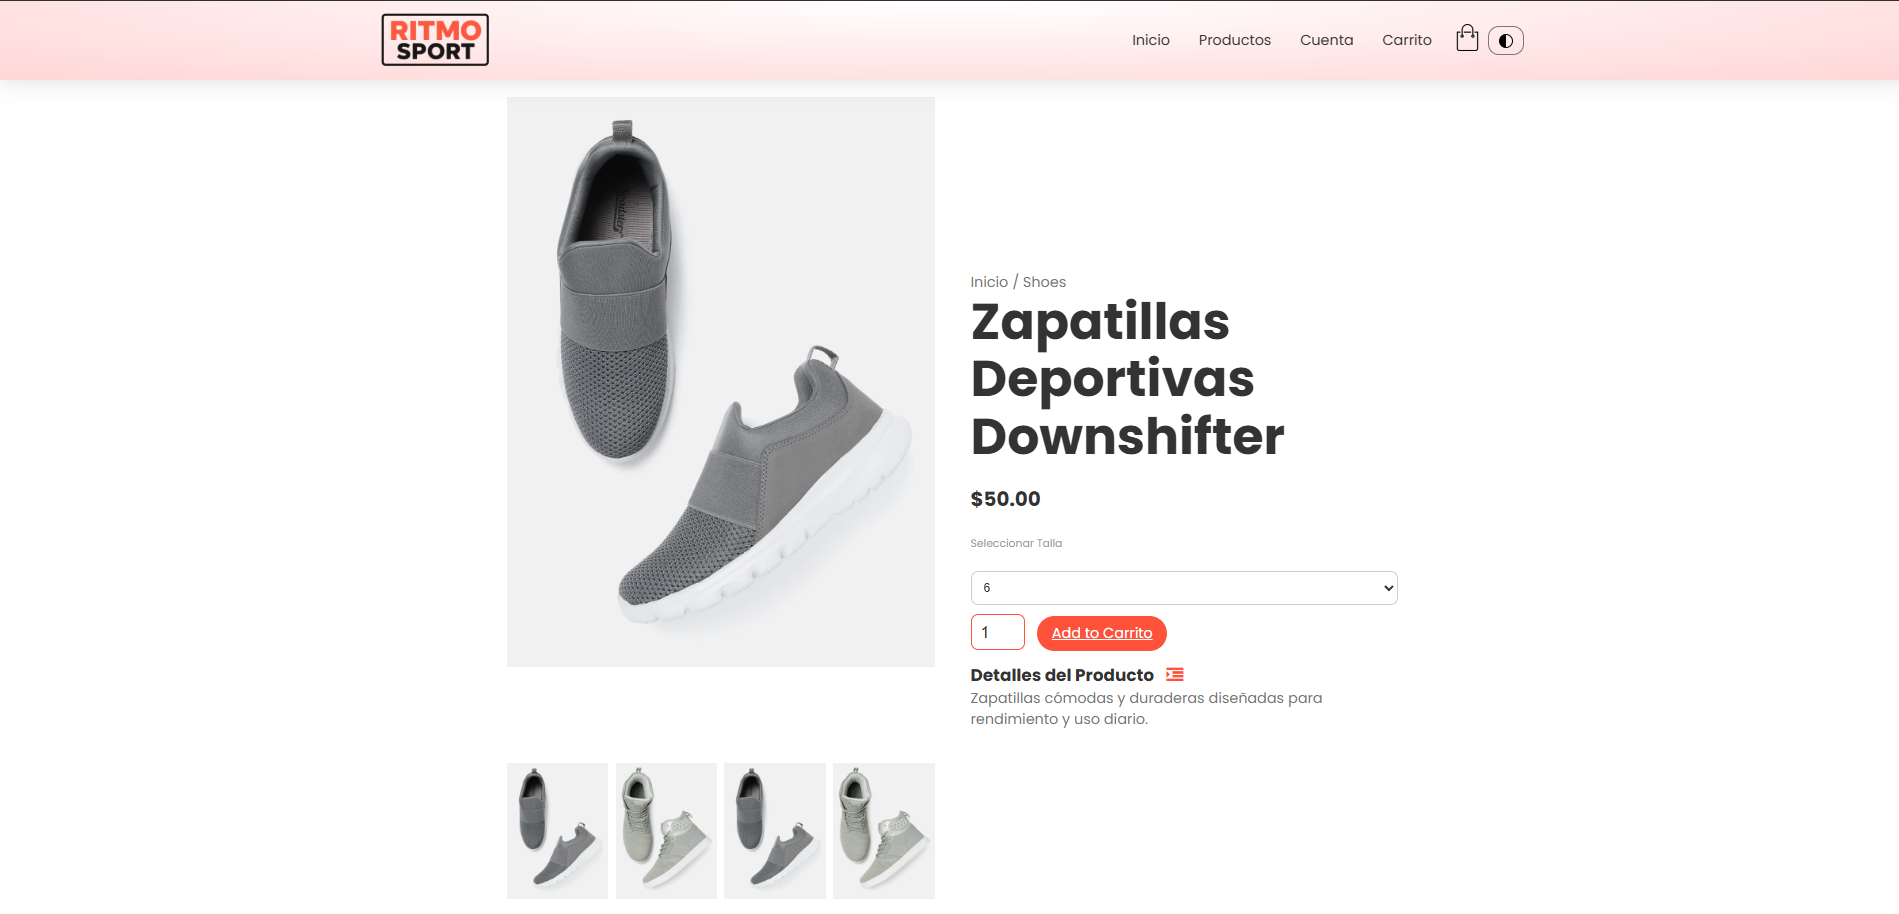 RITMO
SPORT
Inicio Productos Cuenta Carrito
Inicio / Shoes
Zapatillas
Deportivas
Downshifter
$50.00
Seleccionar Talla
6
1 Add to Carrito
Detalles del Producto
Zapatillas cómodas y duraderas diseñadas para
rendimiento y uso diario.